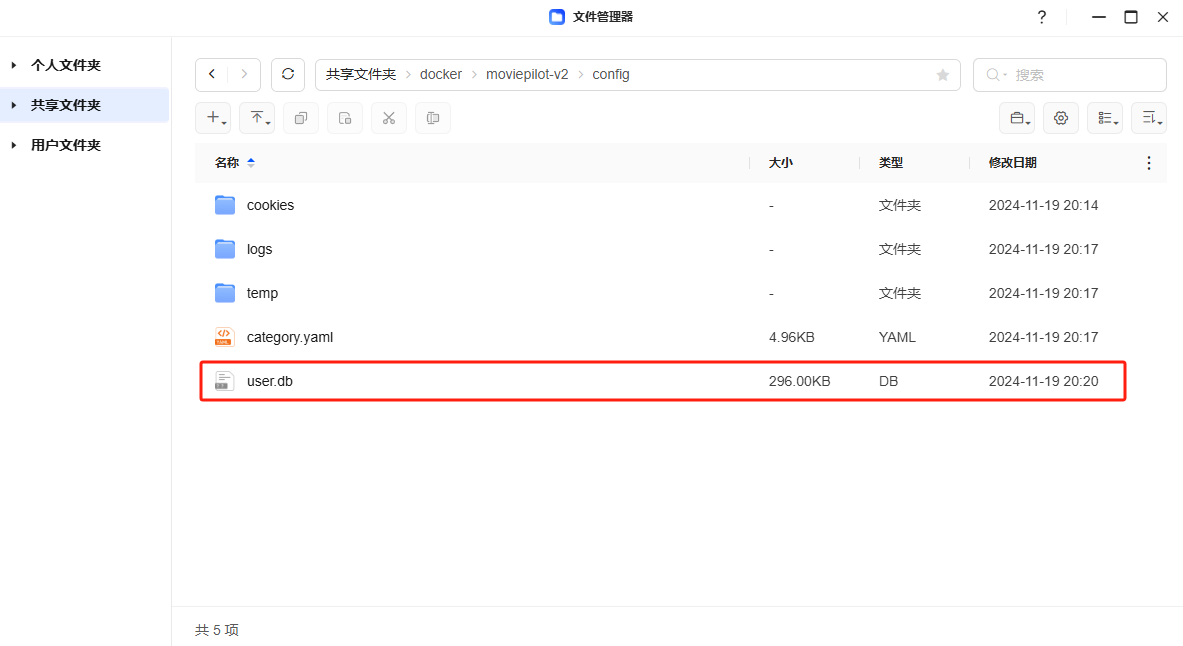 文件管理器
?
个人文件夹
共享文件夹
用户文件夹
共享文件夹 > docker > moviepilot-v2 > config
搜索
名称 大小 类型 修改日期
cookies - 文件夹 2024-11-19 20:14
logs - 文件夹 2024-11-19 20:17
temp - 文件夹 2024-11-19 20:17
category.yaml 4.96KB YAML 2024-11-19 20:17
user.db 296.00KB DB 2024-11-19 20:20
共 5 项